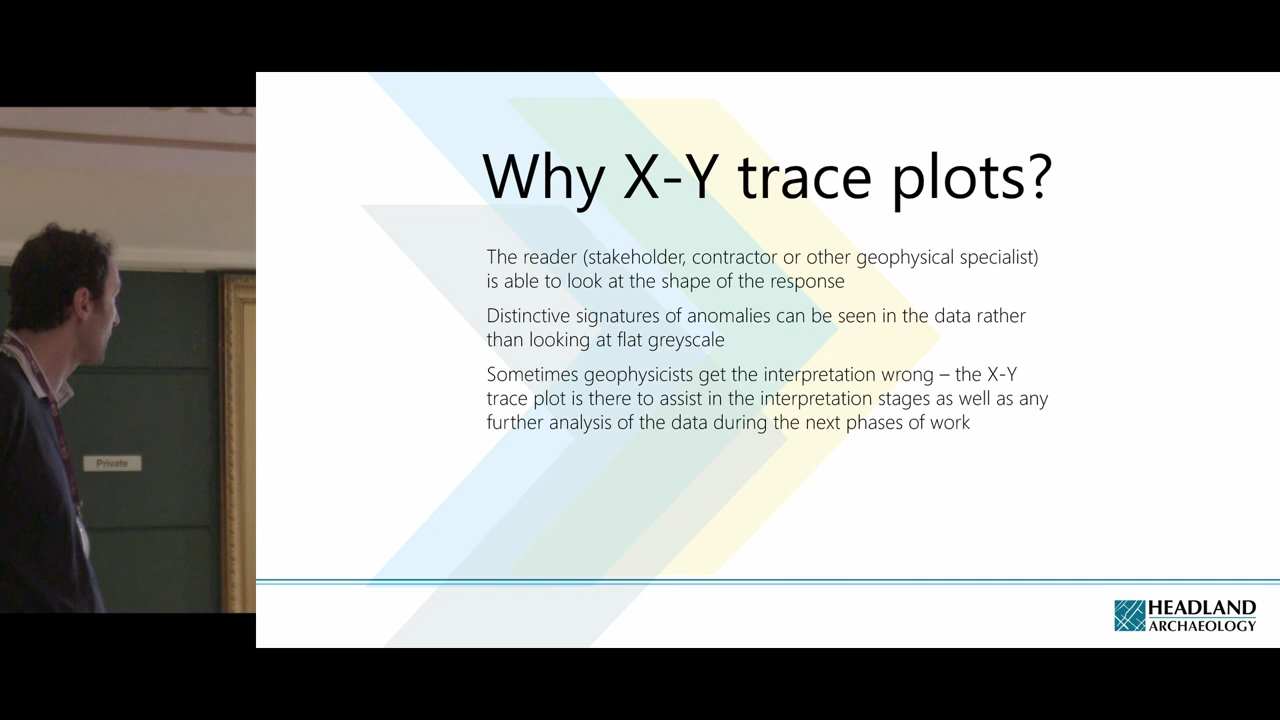 Why X-Y trace plots?
The reader (stakeholder, contractor or other geophysical specialist)
is able to look at the shape of the response
Distinctive signatures of anomalies can be seen in the data rather
than looking at flat greyscale
Sometimes geophysicists get the interpretation wrong – the X-Y
trace plot is there to assist in the interpretation stages as well as any
further analysis of the data during the next phases of work
Private
HEADLAND
ARCHAEOLOGY